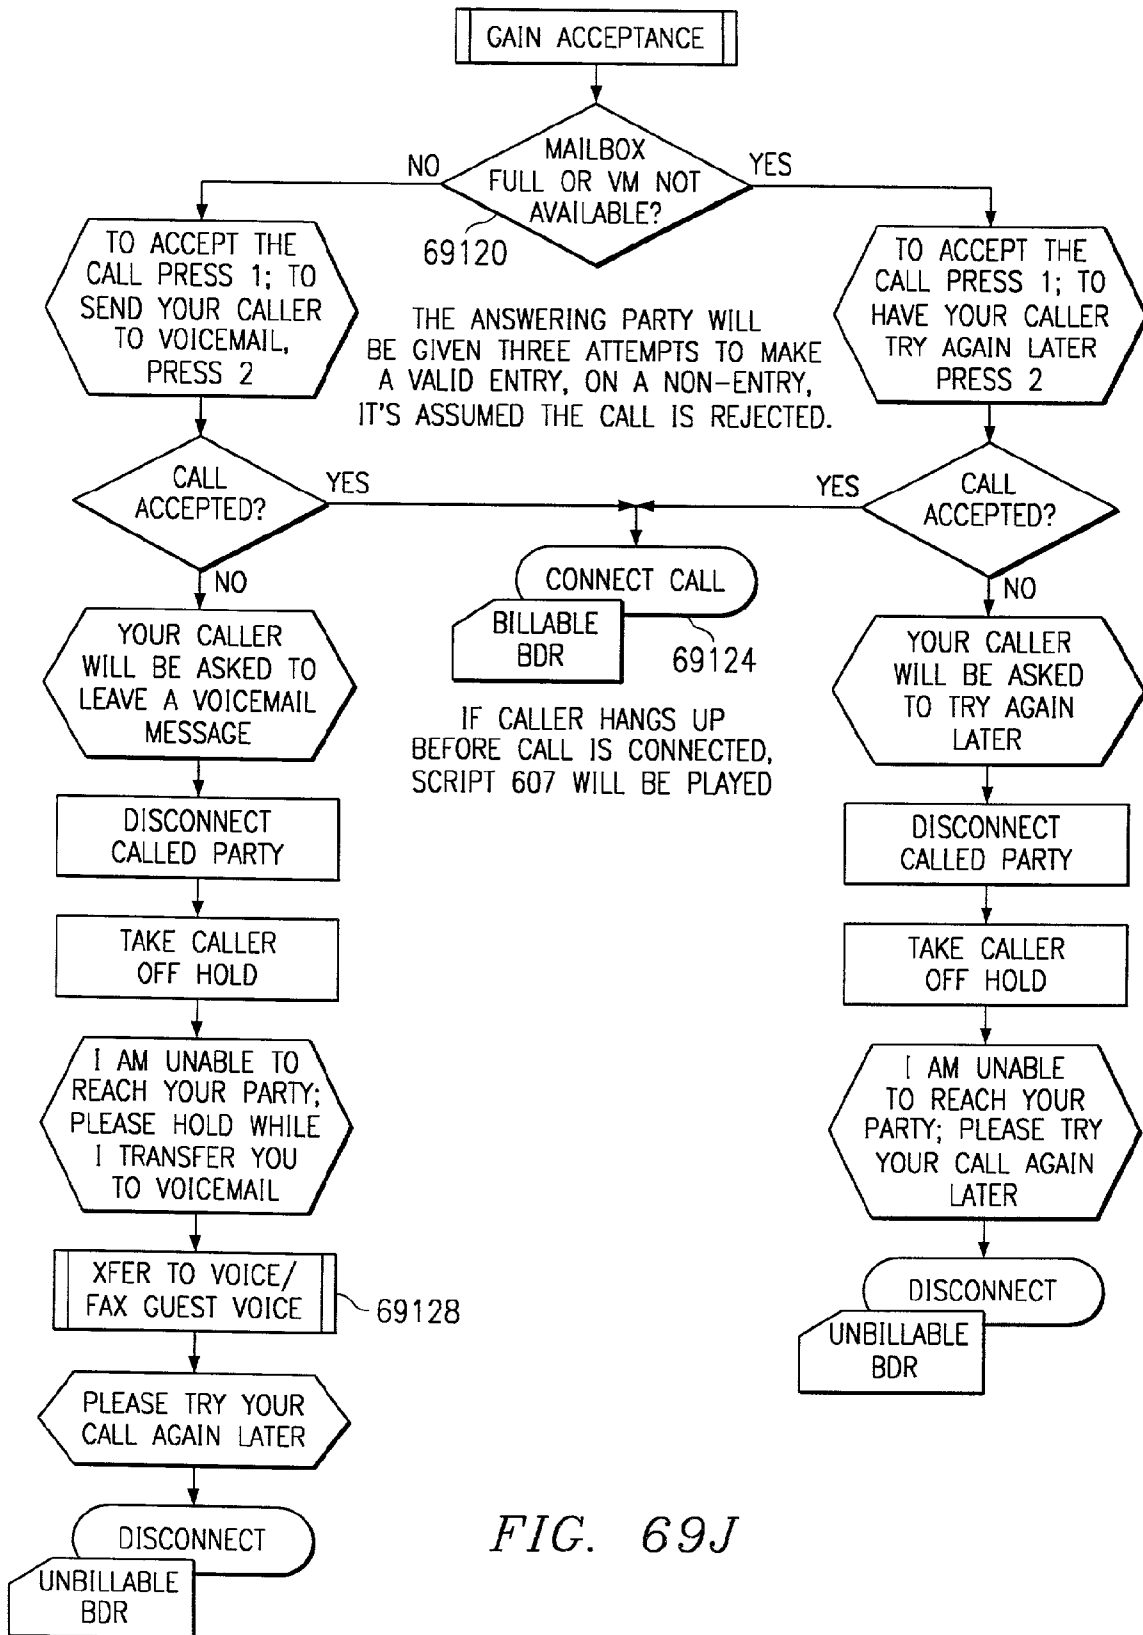 GAIN ACCEPTANCE
MAILBOX
FULL OR VM NOT
AVAILABLE?
NO
YES
69120
TO ACCEPT THE
CALL PRESS 1; TO
SEND YOUR CALLER
TO VOICEMAIL,
PRESS 2
TO ACCEPT THE
CALL PRESS 1; TO
HAVE YOUR CALLER
TRY AGAIN LATER
PRESS 2
THE ANSWERING PARTY WILL
BE GIVEN THREE ATTEMPTS TO MAKE
A VALID ENTRY, ON A NON-ENTRY,
IT'S ASSUMED THE CALL IS REJECTED.
CALL
ACCEPTED?
YES
NO
YES
CALL
ACCEPTED?
NO
CONNECT CALL
BILLABLE
BDR
69124
IF CALLER HANGS UP
BEFORE CALL IS CONNECTED,
SCRIPT 607 WILL BE PLAYED
YOUR CALLER
WILL BE ASKED TO
LEAVE A VOICEMAIL
MESSAGE
DISCONNECT
CALLED PARTY
TAKE CALLER
OFF HOLD
I AM UNABLE TO
REACH YOUR PARTY;
PLEASE HOLD WHILE
I TRANSFER YOU
TO VOICEMAIL
XFER TO VOICE/
FAX GUEST VOICE
69128
PLEASE TRY YOUR
CALL AGAIN LATER
DISCONNECT
UNBILLABLE
BDR
YOUR CALLER
WILL BE ASKED
TO TRY AGAIN
LATER
DISCONNECT
CALLED PARTY
TAKE CALLER
OFF HOLD
I AM UNABLE
TO REACH YOUR
PARTY; PLEASE TRY
YOUR CALL AGAIN
LATER
DISCONNECT
UNBILLABLE
BDR
FIG. 69J